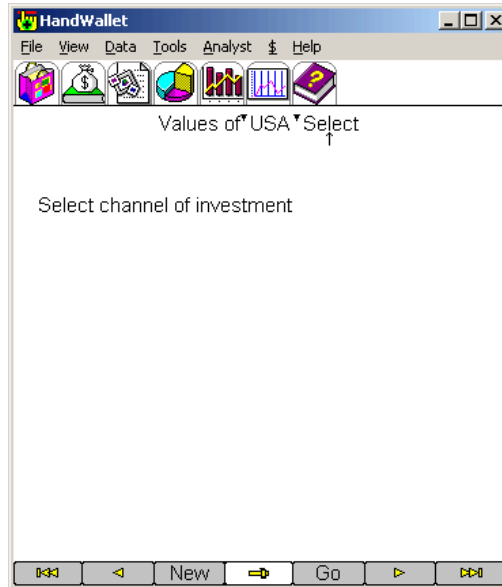 HandWallet
File View Data Tools Analyst $ Help
$ ?
Values of USA Select
Select channel of investment
New Go